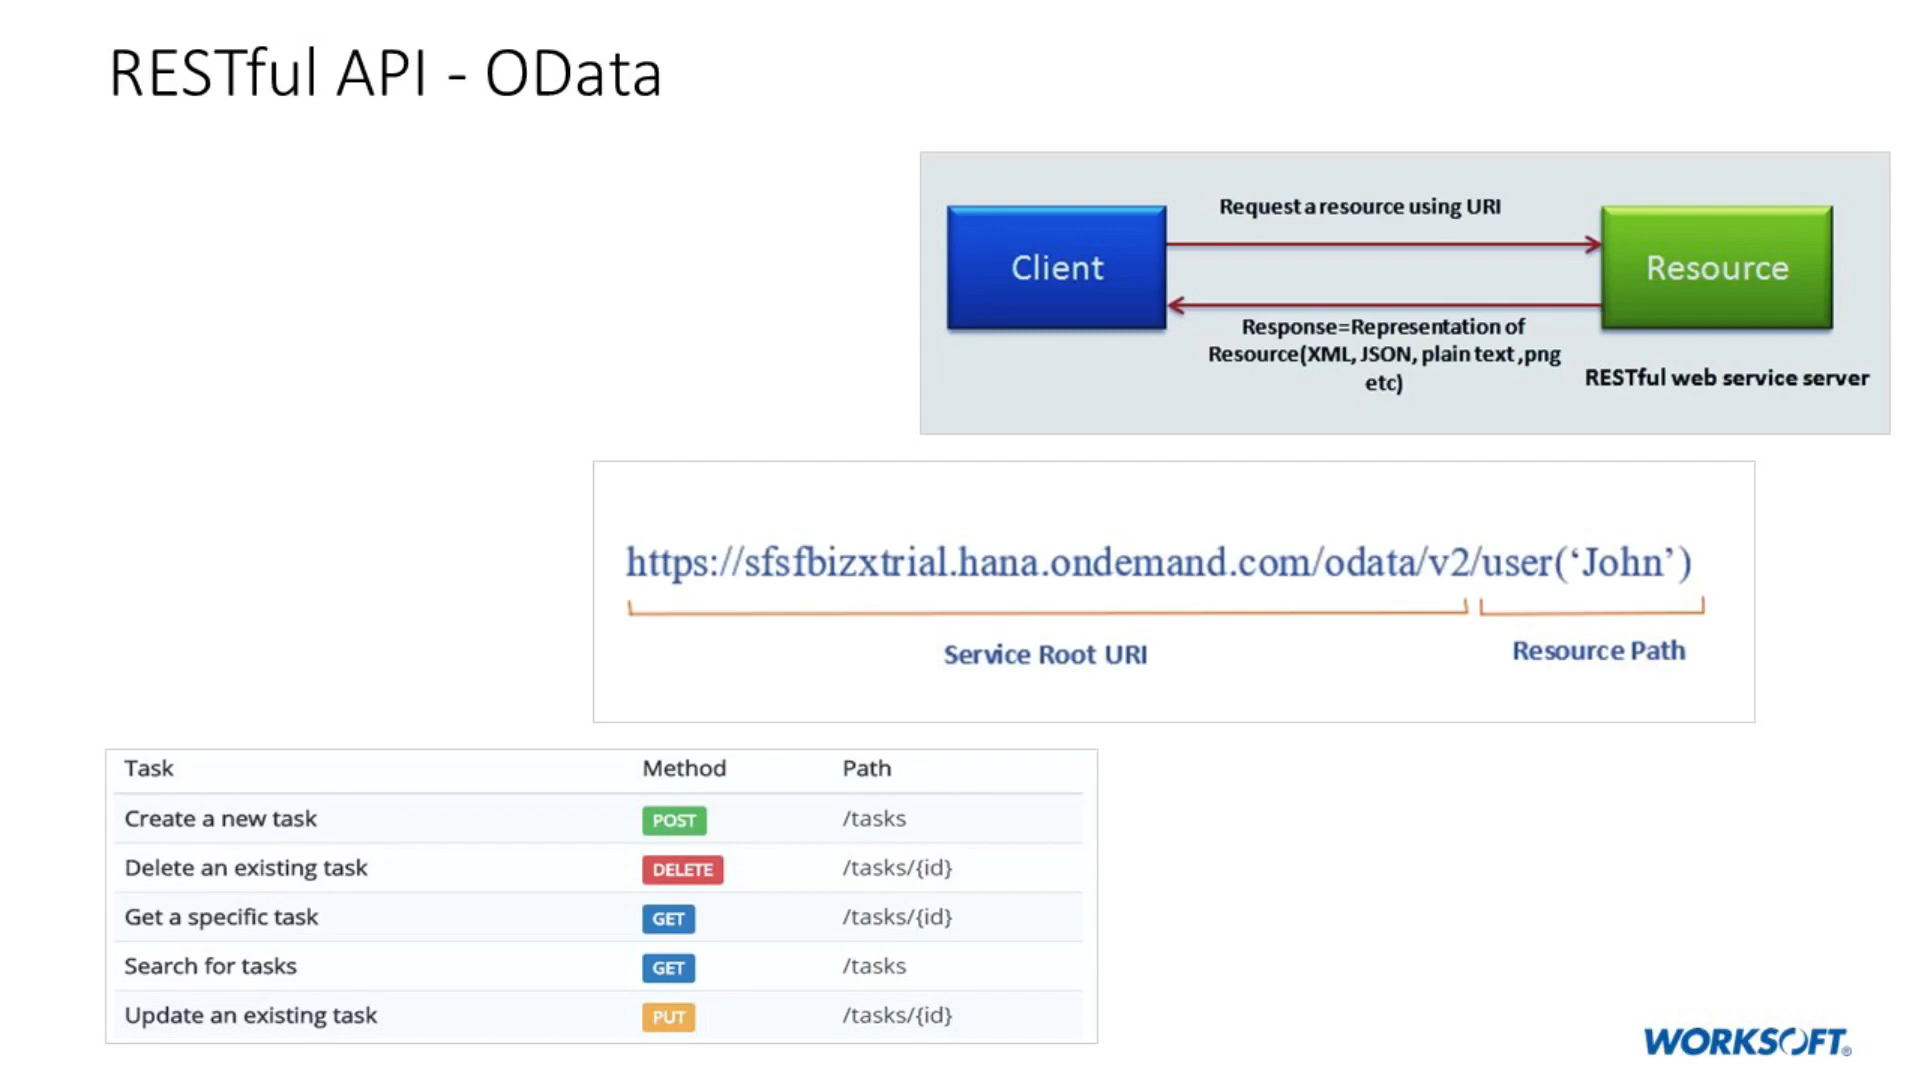 RESTful API - OData
Request a resource using URI
Client
Resource
Response=Representation of
Resource(XML, JSON, plain text ,png
etc)
RESTful web service server
https://sfsfbizxtrial.hana.ondemand.com/odata/v2/user(‘John’)
Service Root URI
Resource Path
Task Method Path
Create a new task POST /tasks
Delete an existing task DELETE /tasks/{id}
Get a specific task GET /tasks/{id}
Search for tasks GET /tasks
Update an existing task PUT /tasks/{id}
WORKSOFT®